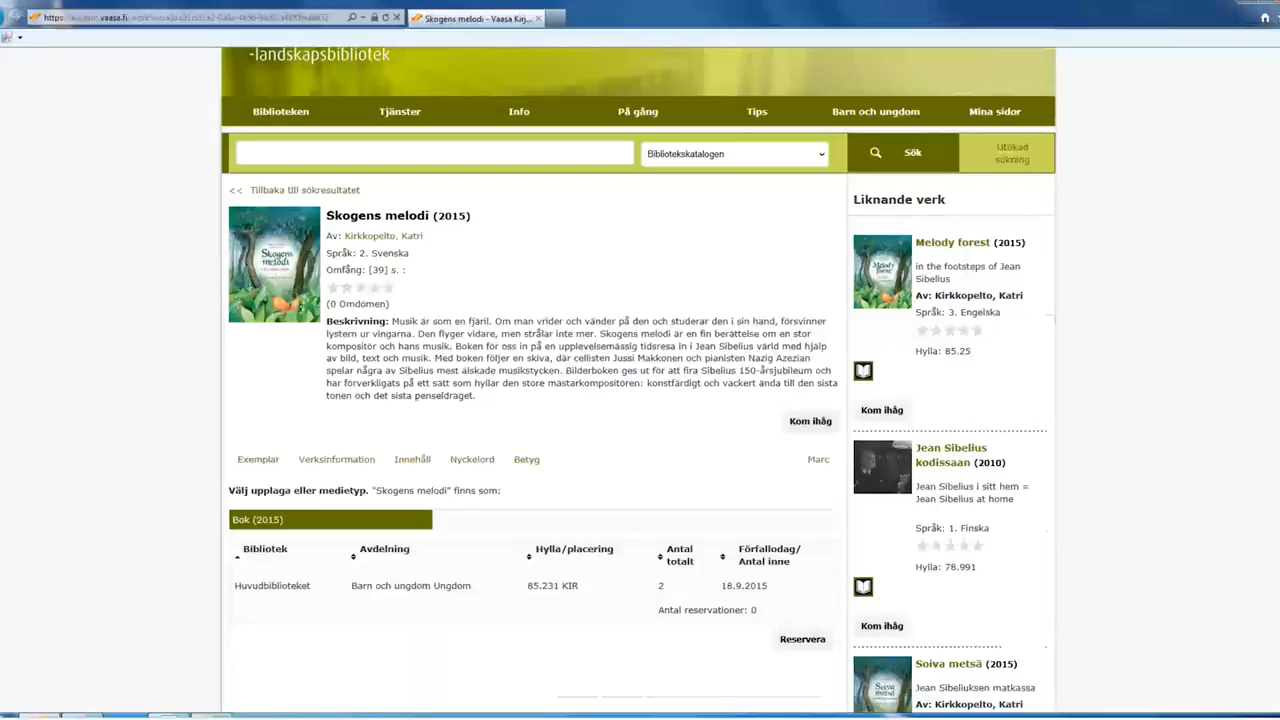 Skogens melodi - Vaasa Kirj...
-landskapsbibliotek
Biblioteken Tjänster Info På gång Tips Barn och ungdom Mina sidor
Bibliotekskatalogen Sök Utökad sökning
<< Tillbaka till sökresultatet
Skogens melodi (2015)
Av: Kirkkopelto, Katri
Språk: 2. Svenska
Omfång: [39] s. :
(0 Omdömen)
Beskrivning: Musik är som en fjäril. Om man vrider och vänder på den och studerar den i sin hand, försvinner
lystern ur vingarna. Den flyger vidare, men strålar inte mer. Skogens melodi är en fin berättelse om en stor
kompositör och hans musik. Boken för oss in på en upplevelsemässig tidsresa in i Jean Sibelius värld med hjälp
av bild, text och musik. Med boken följer en skiva, där cellisten Jussi Makkonen och pianisten Nazig Azezian
spelar några av Sibelius mest älskade musikstycken. Bilderboken ges ut för att fira Sibelius 150-årsjubileum och
har förverkligats på ett sätt som hyllar den store mästarkompositören: konstfärdigt och vackert ända till den sista
tonen och det sista penseldraget.
Kom ihåg
Exemplar Verksinformation Innehåll Nyckelord Betyg Marc
Välj upplaga eller medietyp. "Skogens melodi" finns som:
Bok (2015)
Bibliotek Avdelning Hylla/placering Antal totalt Förfallodag/ Antal inne
Huvudbiblioteket Barn och ungdom Ungdom 85.231 KIR 2 18.9.2015
Antal reservationer: 0
Reservera
Skogens
melodi
Liknande verk
Melody forest (2015)
in the footsteps of Jean
Sibelius
Av: Kirkkopelto, Katri
Språk: 3. Engelska
Hylla: 85.25
Kom ihåg
Melody
forest
Jean Sibelius
kodissaan (2010)
Jean Sibelius i sitt hem =
Jean Sibelius at home
Språk: 1. Finska
Hylla: 78.991
Kom ihåg
Soiva metsä (2015)
Jean Sibeliuksen matkassa
Av: Kirkkopelto, Katri
Soiva
metsä